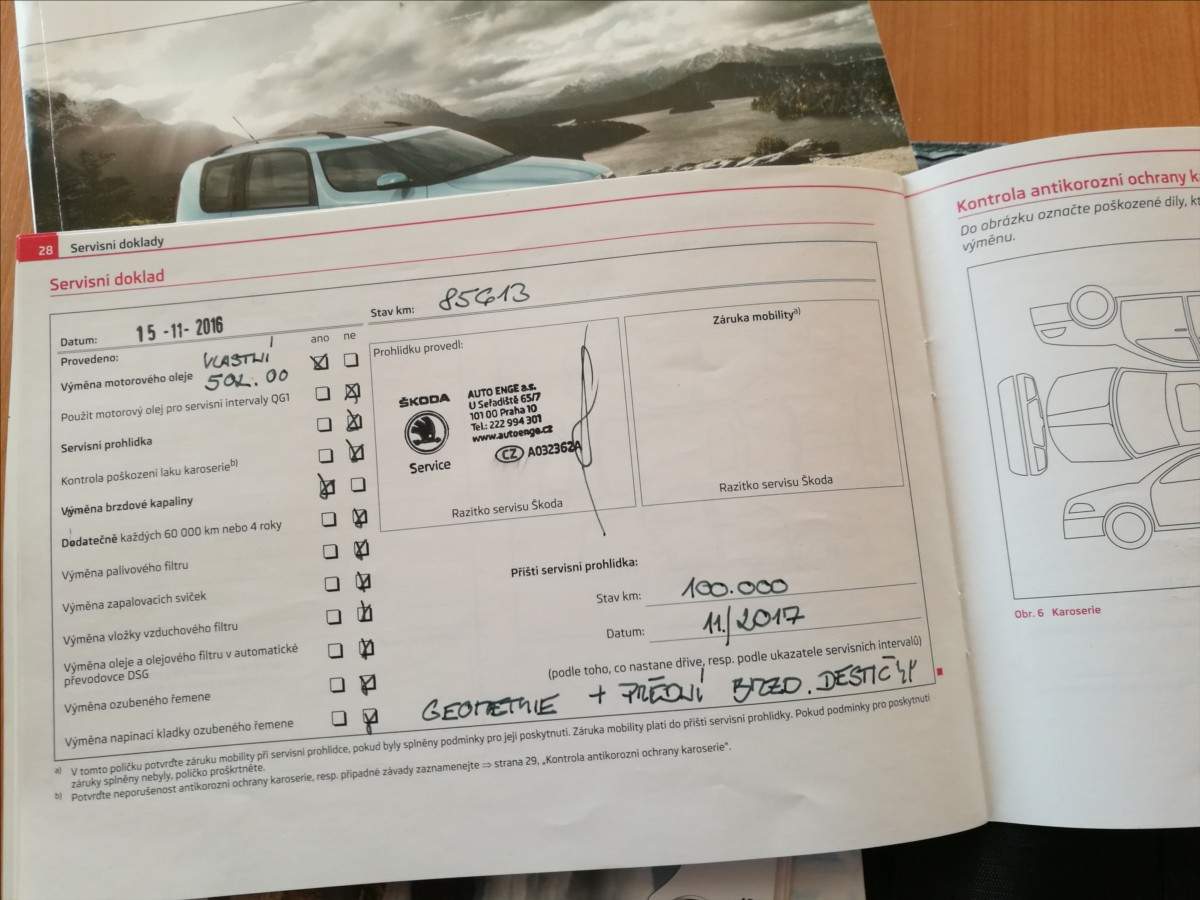 28 Servisní doklady
Servisní doklad
Datum: 15 -11- 2016
Stav km: 85613
Provedeno:
ano ne
VLASTNÍ
Výměna motorového oleje 502.00
Použit motorový olej pro servisní intervaly QG1
Servisní prohlídka
Kontrola poškození laku karoserie b)
Výměna brzdové kapaliny
Dodatečně každých 60 000 km nebo 4 roky
Výměna palivového filtru
Výměna zapalovacích svíček
Výměna vložky vzduchového filtru
Výměna oleje a olejového filtru v automatické
převodovce DSG
Výměna ozubeného řemene
Výměna napínací kladky ozubeného řemene
Prohlídku provedl:
ŠKODA
Service
AUTO ENGE a.s.
U Seřadiště 65/7
101 00 Praha 10
Tel.: 222 994 301
www.autoenge.cz
CZ A032362A
Razítko servisu Škoda
Záruka mobility a)
Razítko servisu Škoda
Příští servisní prohlídka:
Stav km: 100.000
Datum: 11./2017
(podle toho, co nastane dříve, resp. podle ukazatele servisních intervalů)
GEOMETRIE + PŘEDNÍ BRZD. DESTIČKY
a) V tomto políčku potvrďte záruku mobility při servisní prohlídce, pokud byly splněny podmínky pro její poskytnutí. Záruka mobility platí do příští servisní prohlídky. Pokud podmínky pro poskytnutí
záruky splněny nebyly, políčko proškrtněte.
b) Potvrďte neporušenost antikorozní ochrany karoserie, resp. případné závady zaznamenejte ⇒ strana 29, „Kontrola antikorozní ochrany karoserie“.
Kontrola antikorozní ochrany
Do obrázku označte poškozené díly,
výměnu.
Obr. 6 Karoserie